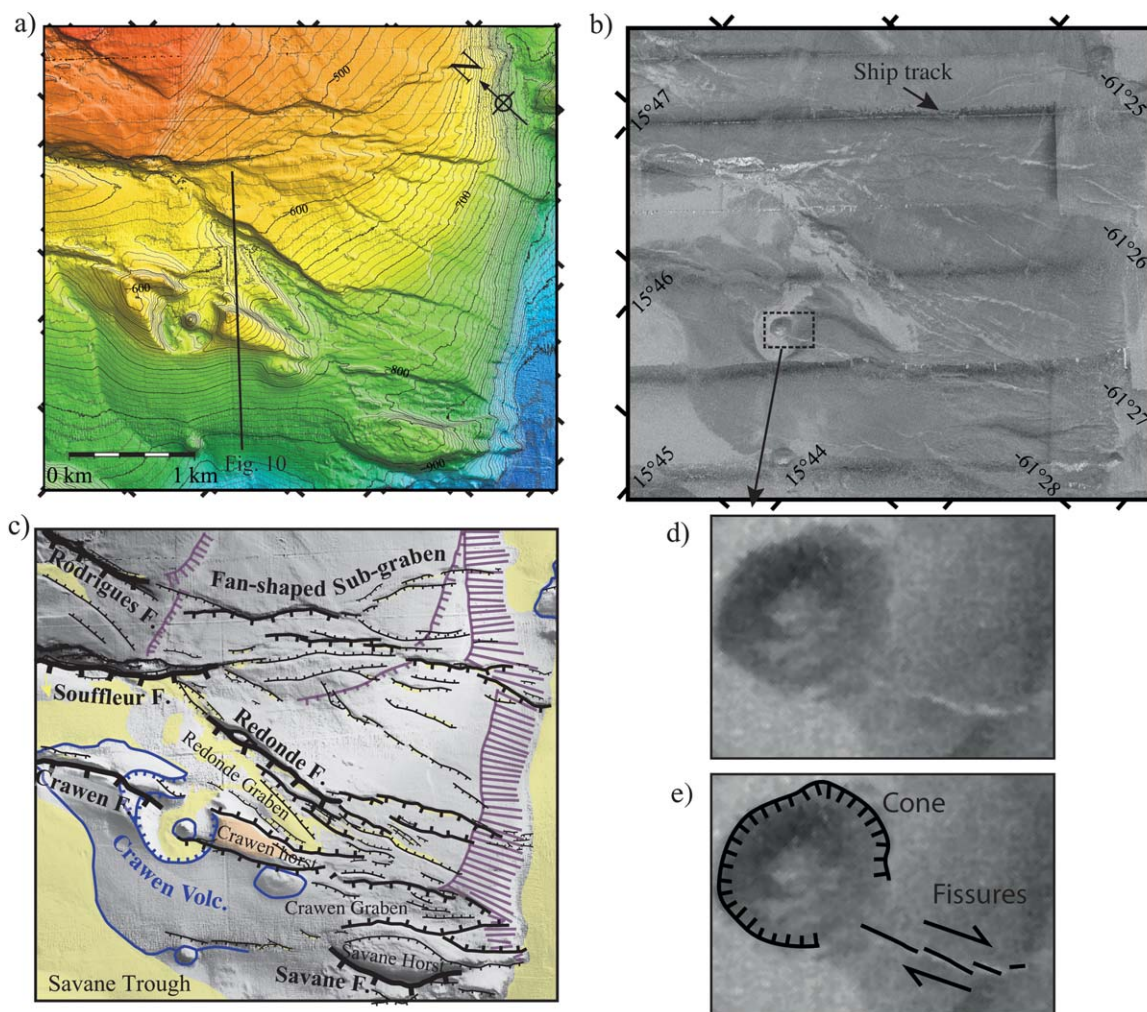 a)
N
-500
-600
-700
-600
-800
-900
0 km
1 km
Fig. 10
b)
Ship track
15°47
-61°25
-61°26
15°46
-61°27
15°45
15°44
-61°28
c)
Rodrigues F.
Fan-shaped Sub-graben
Souffleur F.
Redonde F.
Redonde Graben
Crawen F.
Crawen horst
Crawen Volc.
Crawen Graben
Savane Horst
Savane F.
Savane Trough
d)
e)
Cone
Fissures